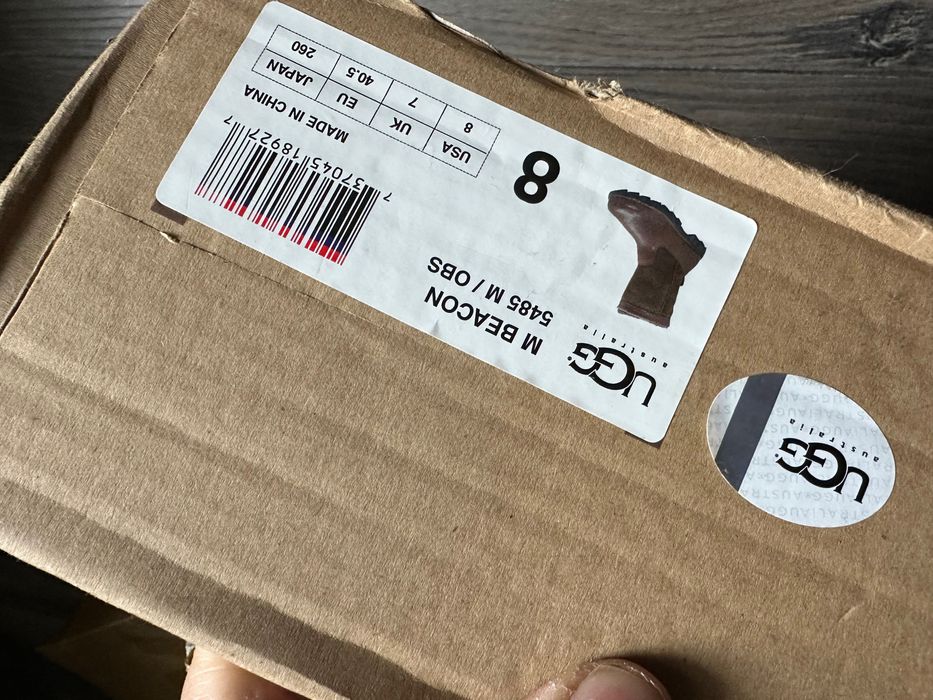 UGG
australia
M BEACON
5485 M / OBS
8
USA UK EU JAPAN
8 7 40.5 260
MADE IN CHINA
7 37045 18927 7
UGG
australia